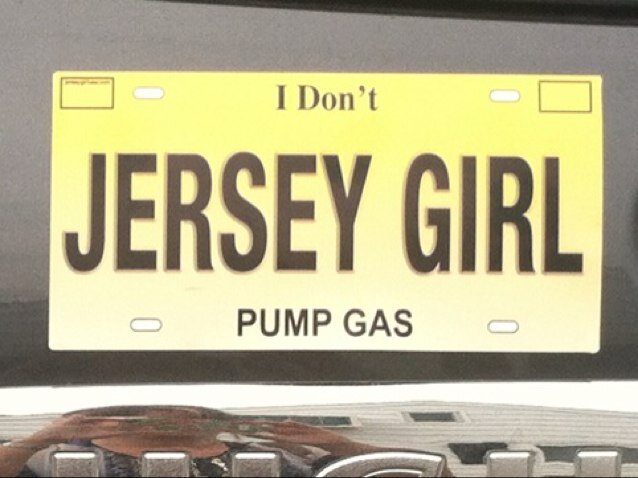 I Don't
JERSEY GIRL
PUMP GAS